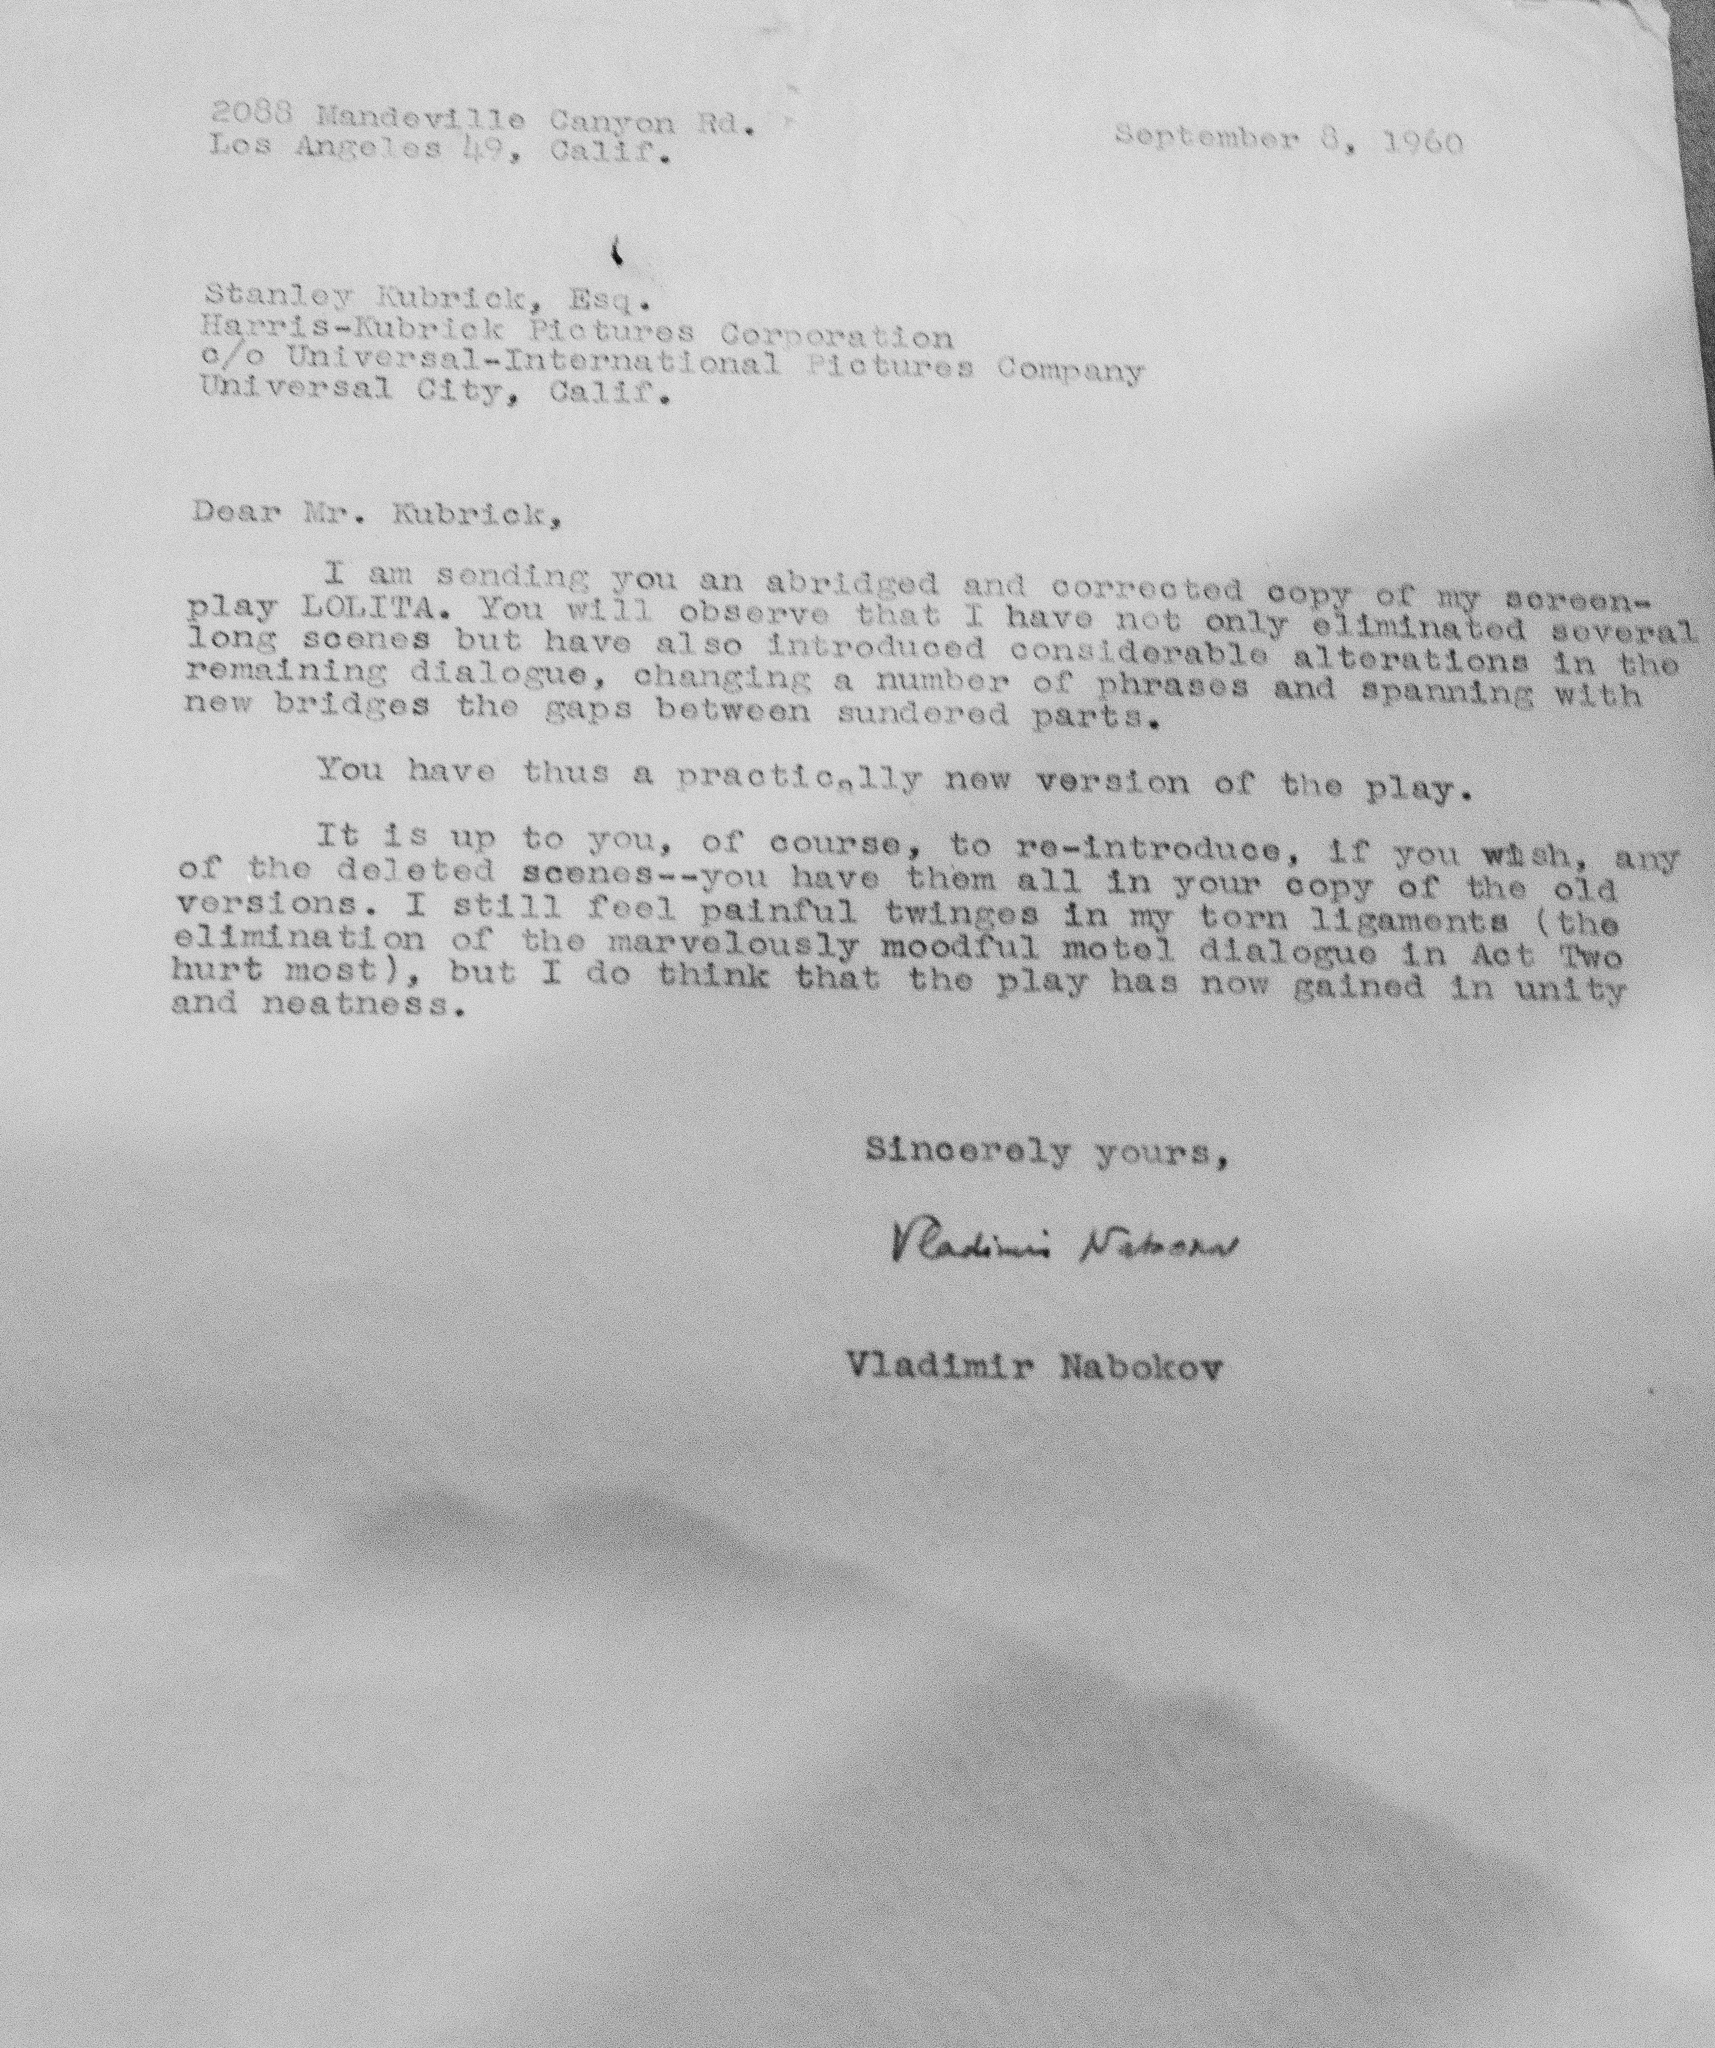 2088 Mandeville Canyon Rd.
Los Angeles 49, Calif.
September 8, 1960
Stanley Kubrick, Esq.
Harris-Kubrick Pictures Corporation
c/o Universal-International Pictures Company
Universal City, Calif.
Dear Mr. Kubrick,
I am sending you an abridged and corrected copy of my screen-
play LOLITA. You will observe that I have not only eliminated several
long scenes but have also introduced considerable alterations in the
remaining dialogue, changing a number of phrases and spanning with
new bridges the gaps between sundered parts.
You have thus a practically new version of the play.
It is up to you, of course, to re-introduce, if you wish, any
of the deleted scenes--you have them all in your copy of the old
versions. I still feel painful twinges in my torn ligaments (the
elimination of the marvelously moodful motel dialogue in Act Two
hurt most), but I do think that the play has now gained in unity
and neatness.
Sincerely yours,
Vladimir Nabokov
Vladimir Nabokov